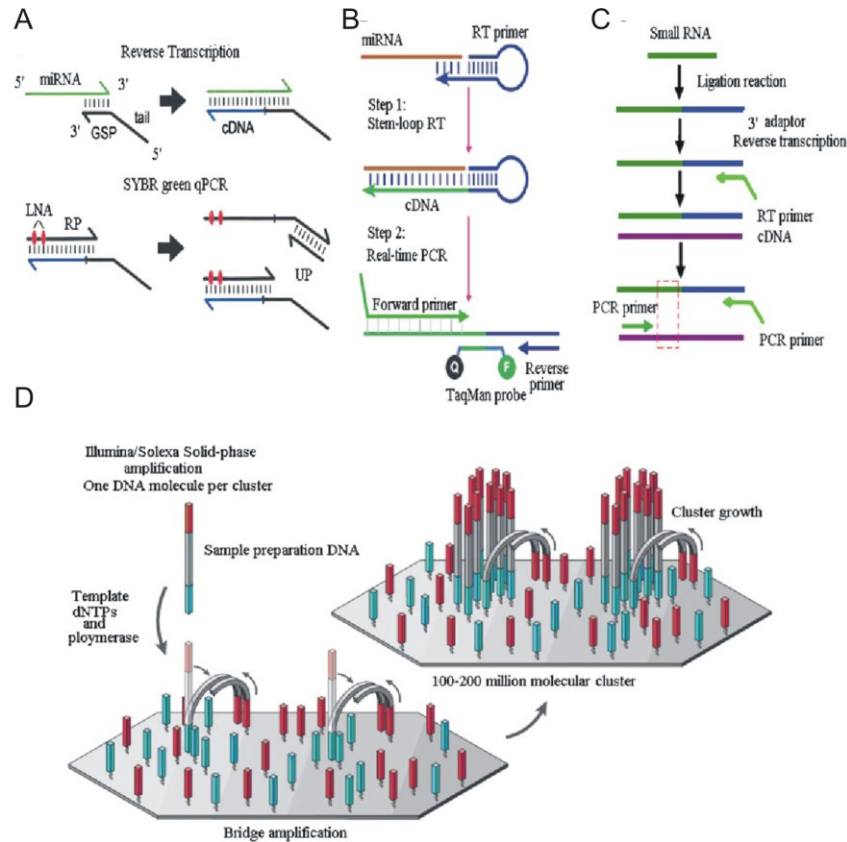 A
Reverse Transcription
5'
miRNA
3'
3'
GSP
tail
5'
cDNA
SYBR green qPCR
LNA
RP
UP
B
miRNA
RT primer
Step 1:
Stem-loop RT
cDNA
Step 2:
Real-time PCR
Forward primer
Q
F
TaqMan probe
Reverse
primer
C
Small RNA
Ligation reaction
3' adaptor
Reverse transcription
RT primer
cDNA
PCR primer
PCR primer
D
Illumina/Solexa Solid-phase
amplification
One DNA molecule per cluster
Sample preparation DNA
Template
dNTPs
and
ploymerase
Bridge amplification
Cluster growth
100-200 million molecular cluster